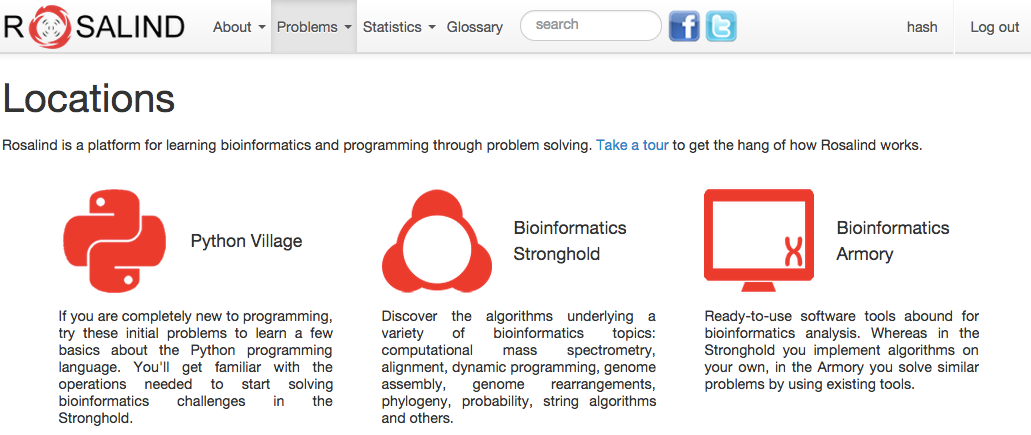 ROSALIND About Problems Statistics Glossary search hash Log out
Locations
Rosalind is a platform for learning bioinformatics and programming through problem solving. Take a tour to get the hang of how Rosalind works.
Python Village
If you are completely new to programming,
try these initial problems to learn a few
basics about the Python programming
language. You'll get familiar with the
operations needed to start solving
bioinformatics challenges in the
Stronghold.
Bioinformatics
Stronghold
Discover the algorithms underlying a
variety of bioinformatics topics:
computational mass spectrometry,
alignment, dynamic programming, genome
assembly, genome rearrangements,
phylogeny, probability, string algorithms
and others.
Bioinformatics
Armory
Ready-to-use software tools abound for
bioinformatics analysis. Whereas in the
Stronghold you implement algorithms on
your own, in the Armory you solve similar
problems by using existing tools.